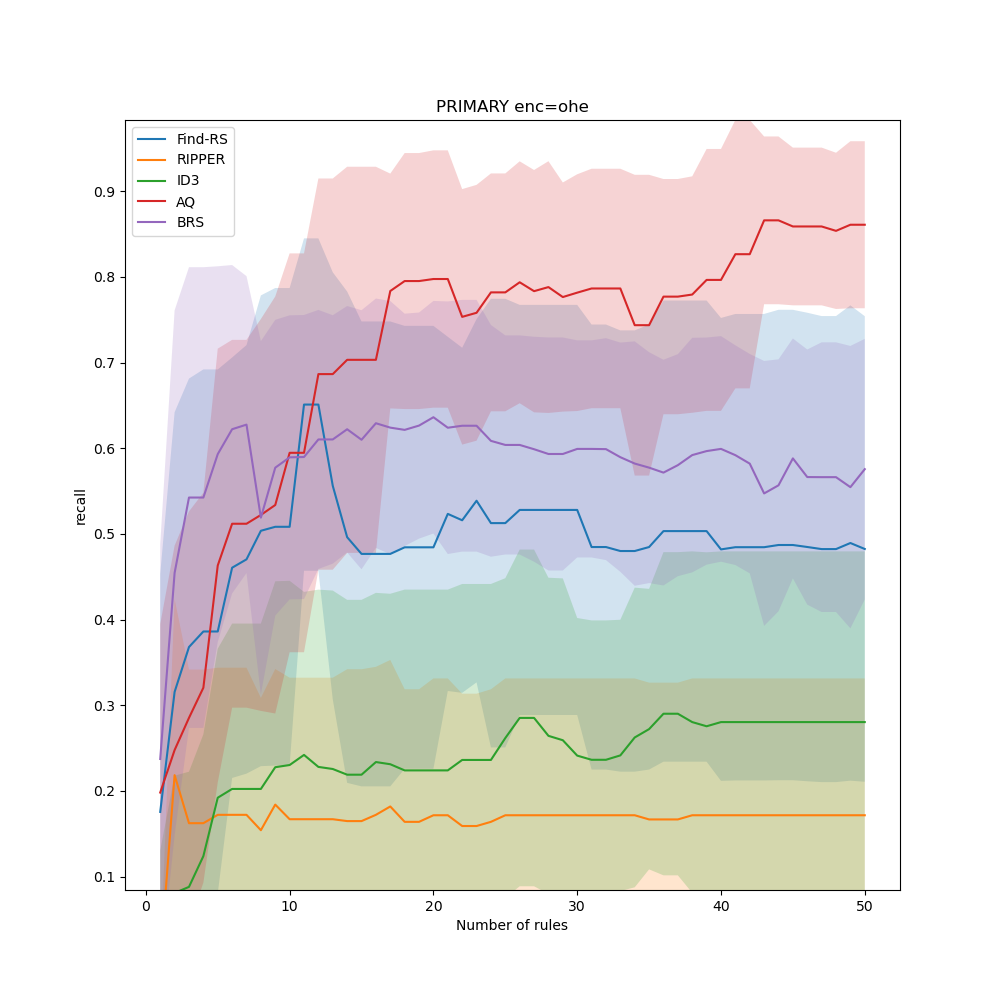 PRIMARY enc=ohe
Find-RS
RIPPER
ID3
AQ
BRS
0.9
0.8
0.7
0.6
0.5
0.4
0.3
0.2
0.1
recall
0 10 20 30 40 50
Number of rules